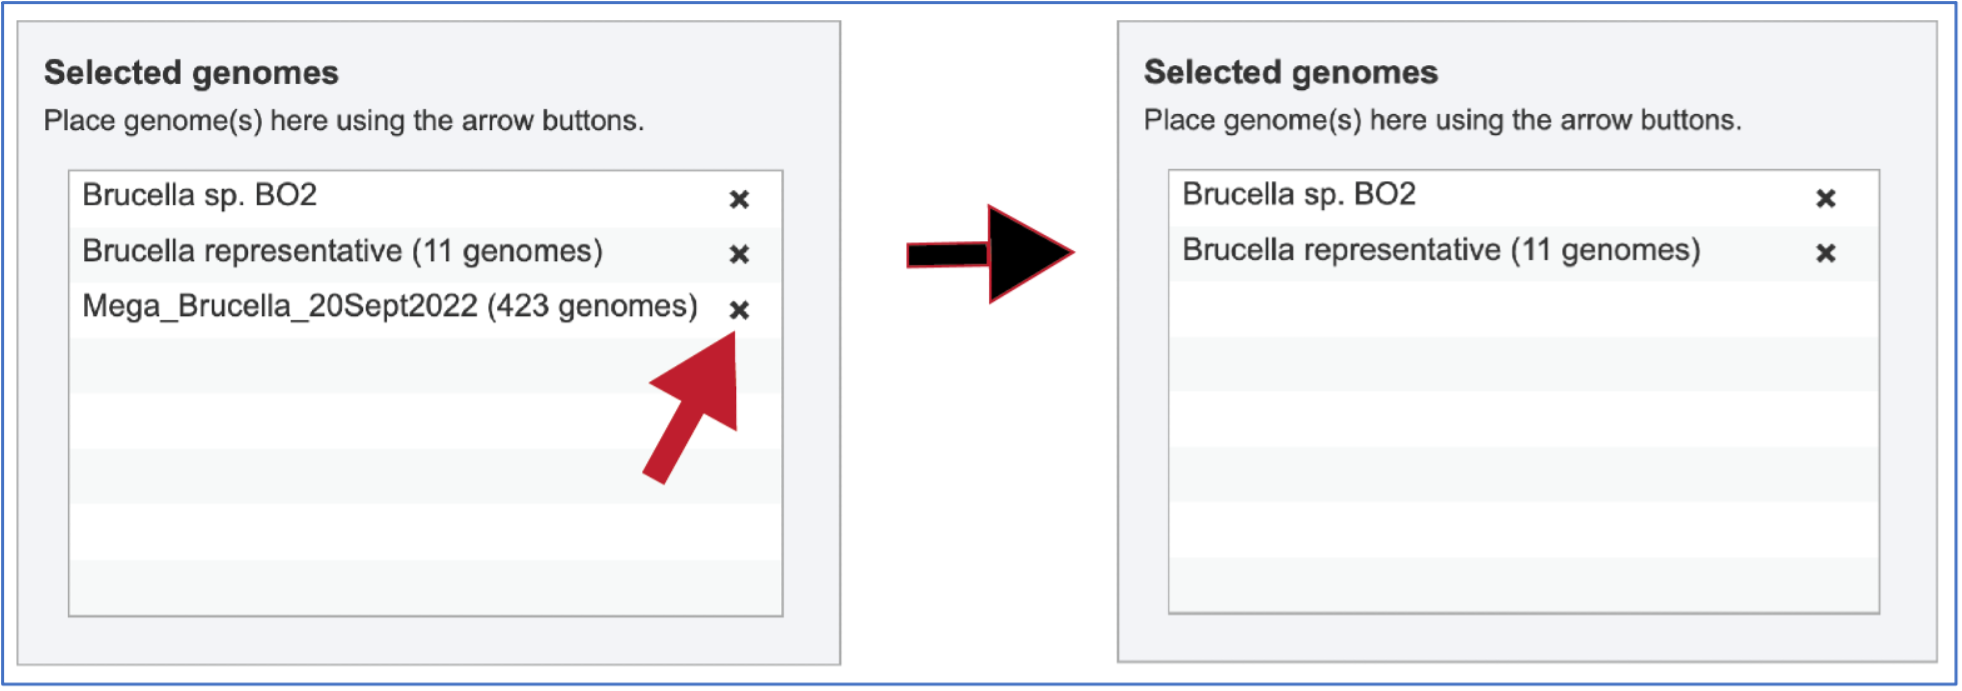 Selected genomes
Place genome(s) here using the arrow buttons.
Brucella sp. BO2
Brucella representative (11 genomes)
Mega_Brucella_20Sept2022 (423 genomes)
Selected genomes
Place genome(s) here using the arrow buttons.
Brucella sp. BO2
Brucella representative (11 genomes)